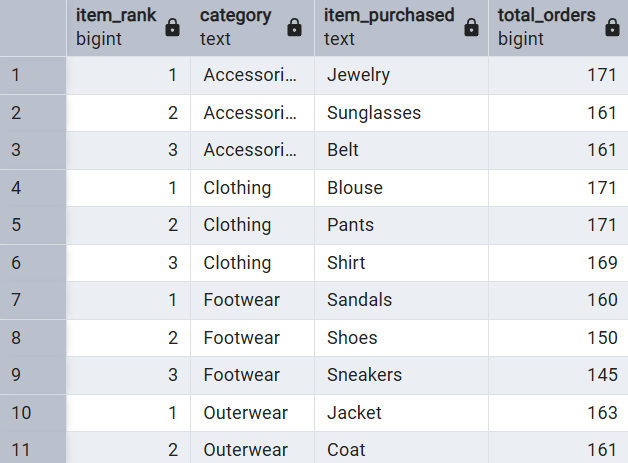 item_rank category item_purchased total_orders
bigint text text bigint
1 1 Accessori... Jewelry 171
2 2 Accessori... Sunglasses 161
3 3 Accessori... Belt 161
4 1 Clothing Blouse 171
5 2 Clothing Pants 171
6 3 Clothing Shirt 169
7 1 Footwear Sandals 160
8 2 Footwear Shoes 150
9 3 Footwear Sneakers 145
10 1 Outerwear Jacket 163
11 2 Outerwear Coat 161